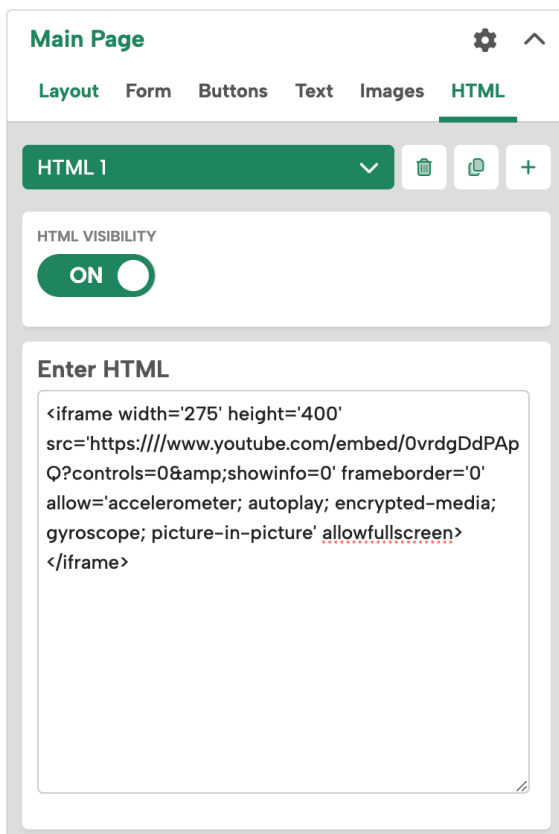 Main Page
Layout Form Buttons Text Images HTML
HTML 1
HTML VISIBILITY
ON
Enter HTML
<iframe width='275' height='400'
src='https:////www.youtube.com/embed/0vrdgDdPAp
Q?controls=0&amp;showinfo=0' frameborder='0'
allow='accelerometer; autoplay; encrypted-media;
gyroscope; picture-in-picture' allowfullscreen>
</iframe>